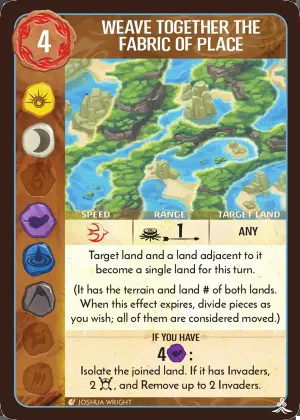 4
WEAVE TOGETHER THE
FABRIC OF PLACE
SPEED
RANGE
TARGET LAND
1
ANY
Target land and a land adjacent to it
become a single land for this turn.
(It has the terrain and land # of both lands.
When this effect expires, divide pieces as
you wish; all of them are considered moved.)
IF YOU HAVE
4 :
Isolate the joined land. If it has Invaders,
2 , and Remove up to 2 Invaders.
JOSHUA WRIGHT